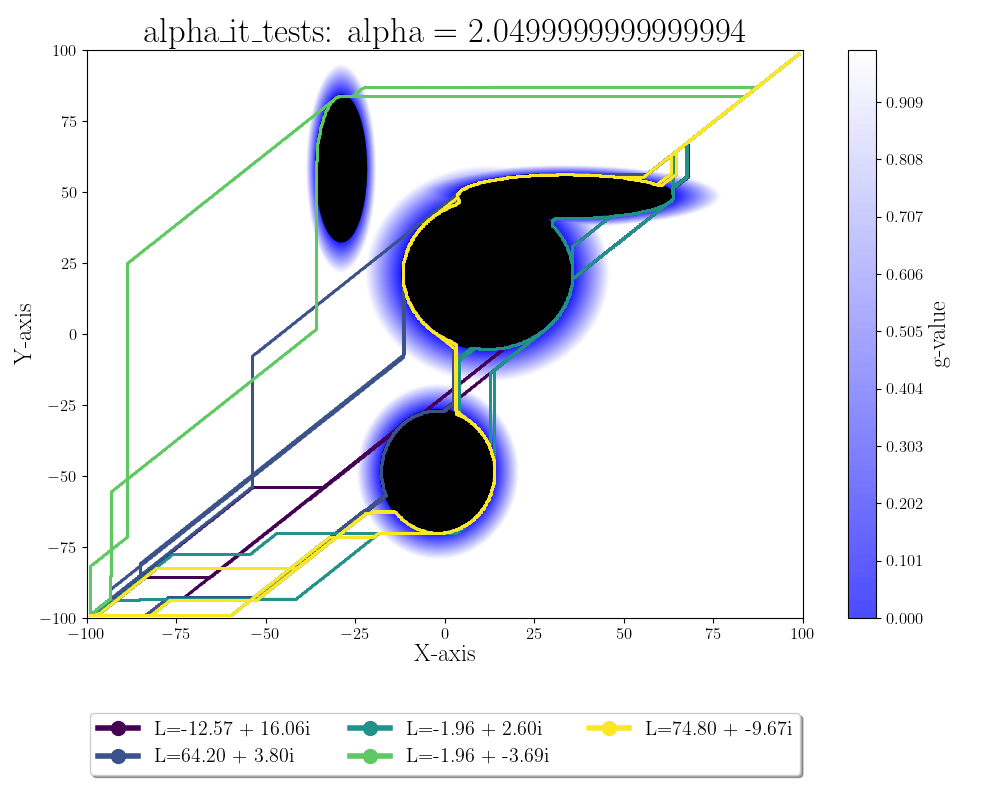 alpha_it_tests: alpha = 2.0499999999999994
100
75
50
25
0
−25
−50
−75
−100
Y-axis
−100 −75 −50 −25 0 25 50 75 100
X-axis
0.909
0.808
0.707
0.606
0.505
0.404
0.303
0.202
0.101
0.000
g-value
L=-12.57 + 16.06i L=-1.96 + 2.60i L=74.80 + -9.67i
L=64.20 + 3.80i L=-1.96 + -3.69i